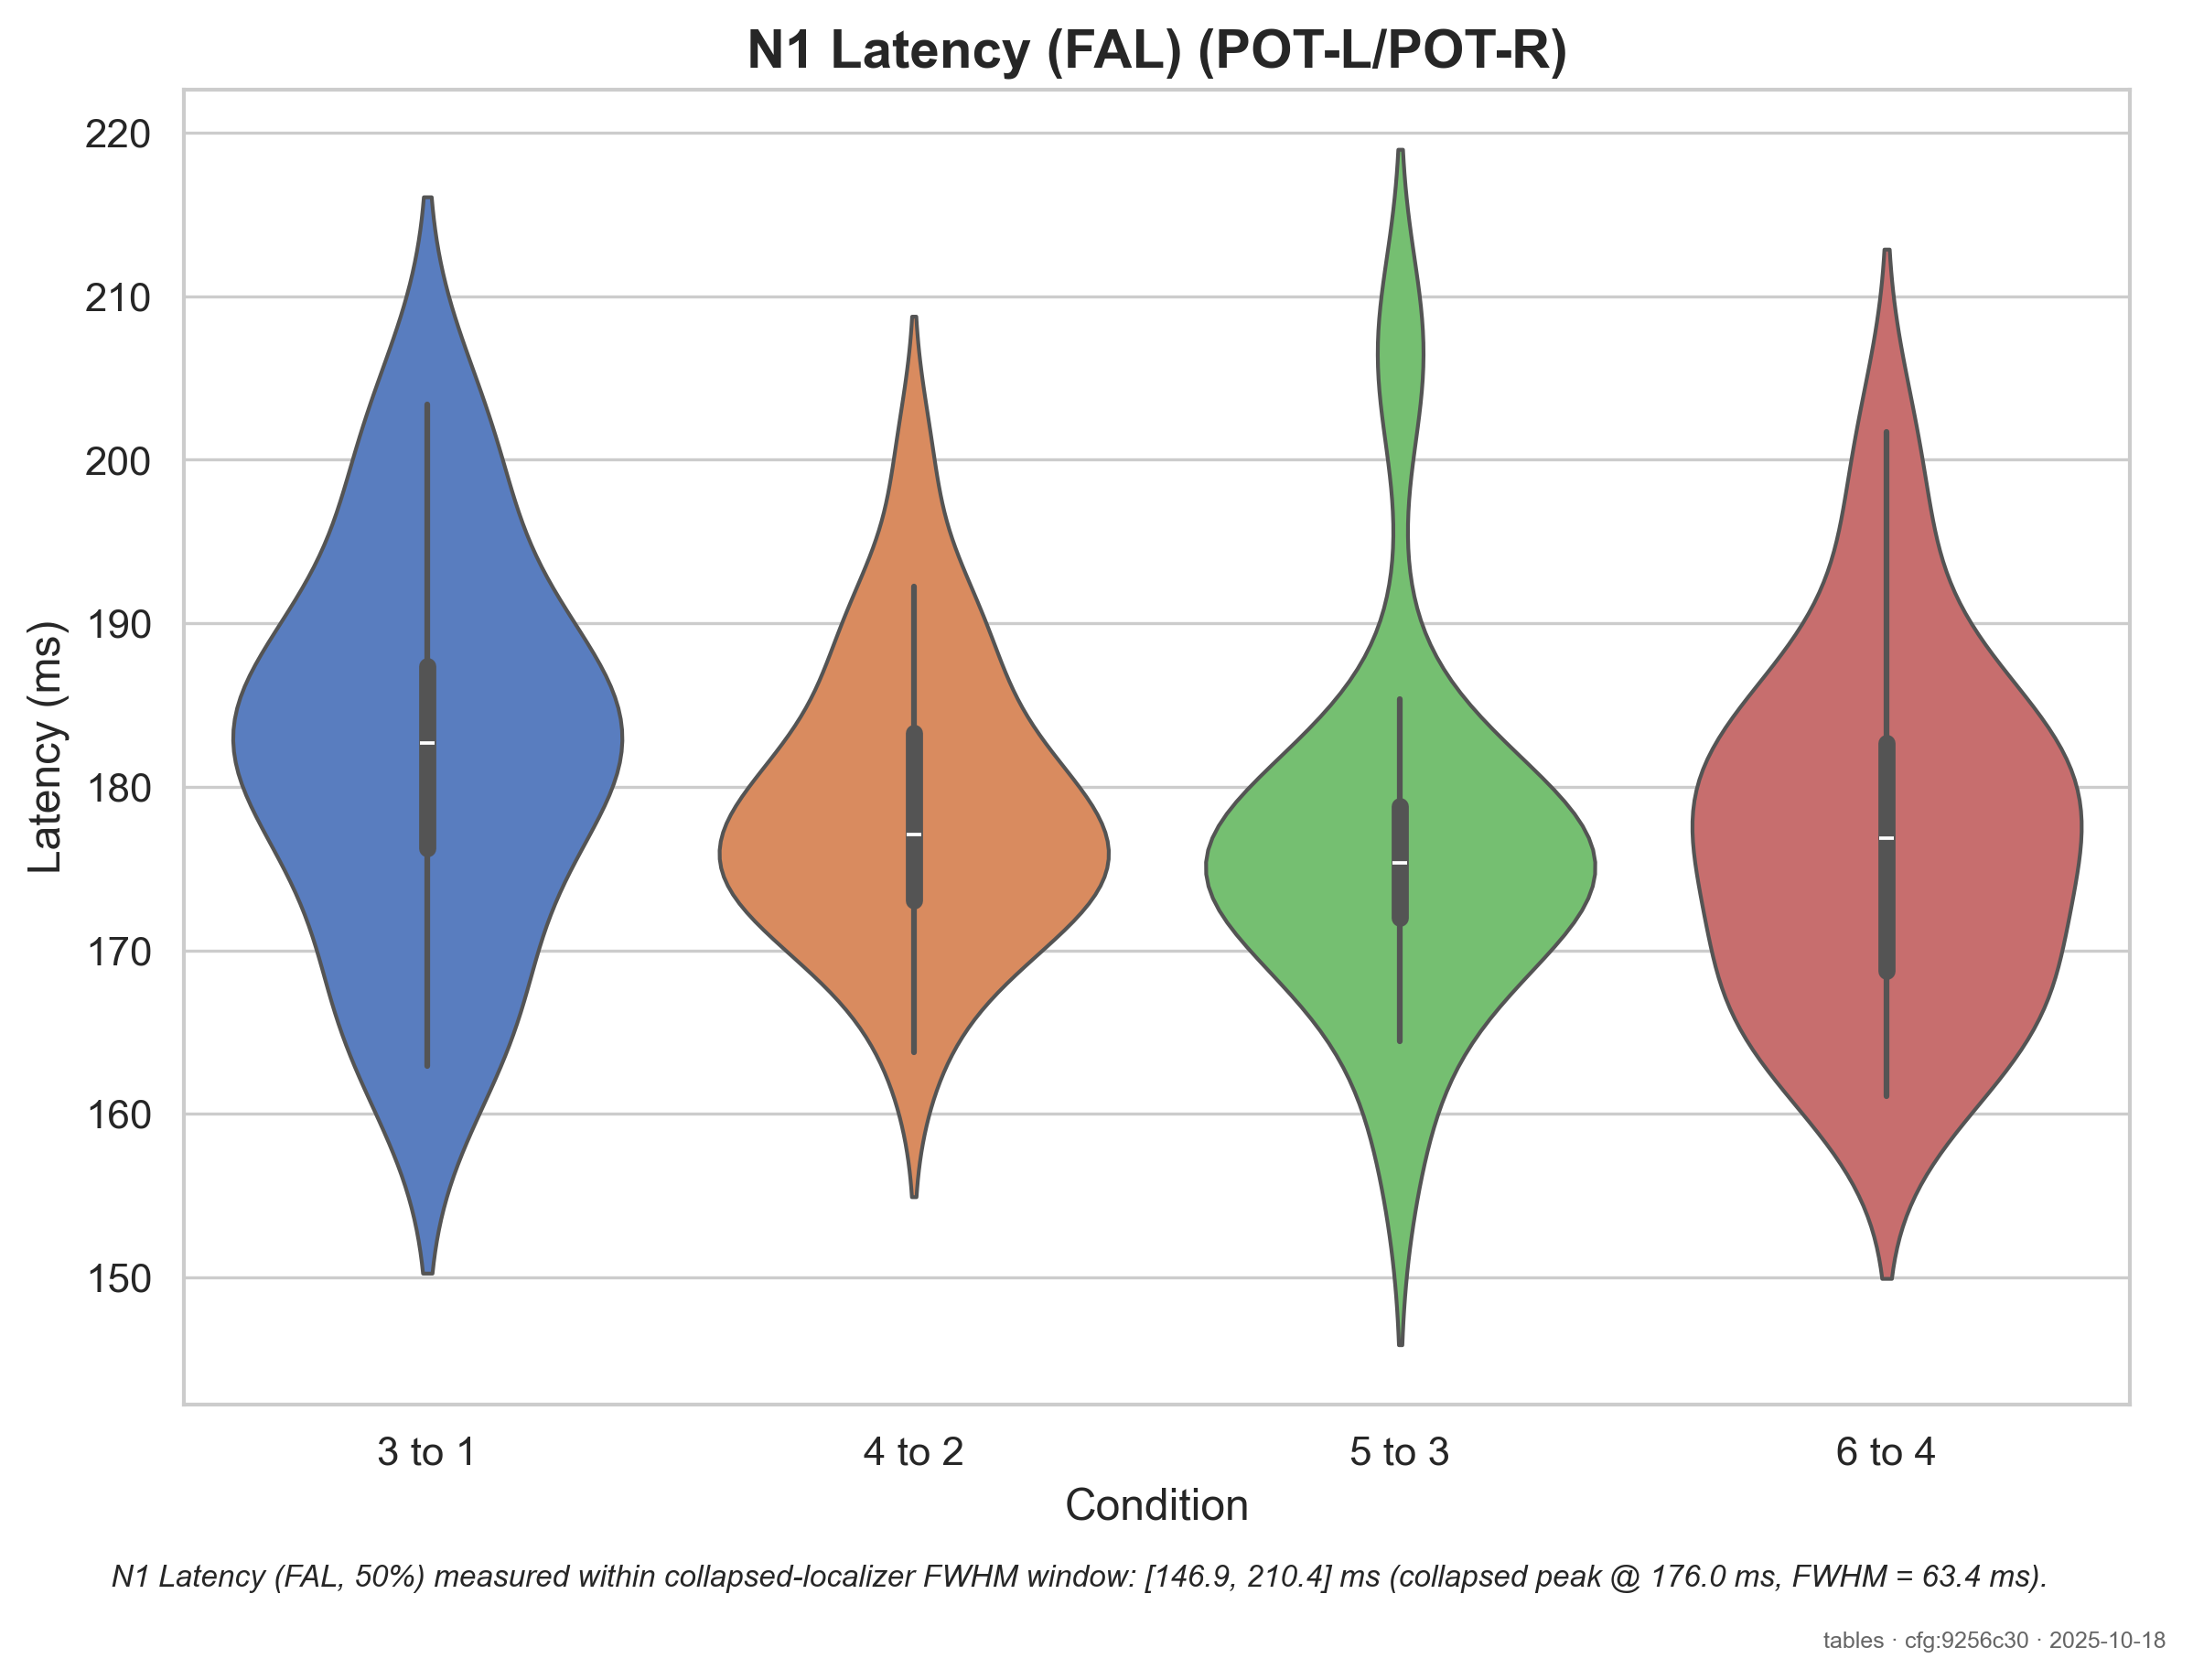 N1 Latency (FAL) (POT-L/POT-R)
220
210
200
190
180
170
160
150
Latency (ms)
3 to 1
4 to 2
5 to 3
6 to 4
Condition
N1 Latency (FAL, 50%) measured within collapsed-localizer FWHM window: [146.9, 210.4] ms (collapsed peak @ 176.0 ms, FWHM = 63.4 ms).
tables · cfg:9256c30 · 2025-10-18